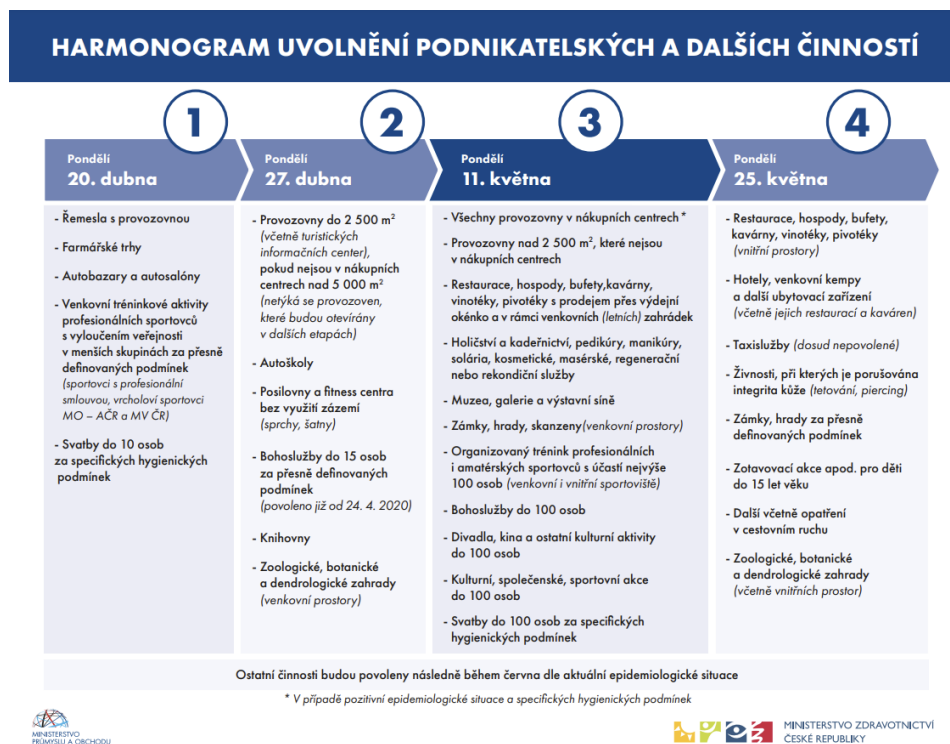 HARMONOGRAM UVOLNĚNÍ PODNIKATELSKÝCH A DALŠÍCH ČINNOSTÍ
1
Pondělí
20. dubna
- Řemesla s provozovnou
- Farmářské trhy
- Autobazary a autosalóny
- Venkovní tréninkové aktivity
profesionálních sportovců
s vyloučením veřejnosti
v menších skupinách za přesně
definovaných podmínek
(sportovci s profesionální
smlouvou, vrcholoví sportovci
MO – AČR a MV ČR)
- Svatby do 10 osob
za specifických hygienických
podmínek
2
Pondělí
27. dubna
- Provozovny do 2 500 m²
(včetně turistických
informačních center),
pokud nejsou v nákupních
centrech nad 5 000 m²
(netýká se provozoven,
které budou otevírány
v dalších etapách)
- Autoškoly
- Posilovny a fitness centra
bez využití zázemí
(sprchy, šatny)
- Bohoslužby do 15 osob
za přesně definovaných
podmínek
(povoleno již od 24. 4. 2020)
- Knihovny
- Zoologické, botanické
a dendrologické zahrady
(venkovní prostory)
3
Pondělí
11. května
- Všechny provozovny v nákupních centrech*
- Provozovny nad 2 500 m², které nejsou
v nákupních centrech
- Restaurace, hospody, bufety,kavárny,
vinotéky, pivotéky s prodejem přes výdejní
okénko a v rámci venkovních (letních) zahrádek
- Holičství a kadeřnictví, pedikúry, manikúry,
solária, kosmetické, masérské, regenerační
nebo rekondiční služby
- Muzea, galerie a výstavní síně
- Zámky, hrady, skanzeny(venkovní prostory)
- Organizovaný trénink profesionálních
i amatérských sportovců s účastí nejvýše
100 osob (venkovní i vnitřní sportoviště)
- Bohoslužby do 100 osob
- Divadla, kina a ostatní kulturní aktivity
do 100 osob
- Kulturní, společenské, sportovní akce
do 100 osob
- Svatby do 100 osob za specifických
hygienických podmínek
4
Pondělí
25. května
- Restaurace, hospody, bufety,
kavárny, vinotéky, pivotéky
(vnitřní prostory)
- Hotely, venkovní kempy
a další ubytovací zařízení
(včetně jejich restaurací a kaváren)
- Taxislužby (dosud nepovolené)
- Živnosti, při kterých je porušována
integrita kůže (tetování, piercing)
- Zámky, hrady za přesně
definovaných podmínek
- Zotavovací akce apod. pro děti
do 15 let věku
- Další včetně opatření
v cestovním ruchu
- Zoologické, botanické
a dendrologické zahrady
(včetně vnitřních prostor)
Ostatní činnosti budou povoleny následně během června dle aktuální epidemiologické situace
* V případě pozitivní epidemiologické situace a specifických hygienických podmínek
MINISTERSTVO
PRŮMYSLU A OBCHODU
MINISTERSTVO ZDRAVOTNICTVÍ
ČESKÉ REPUBLIKY